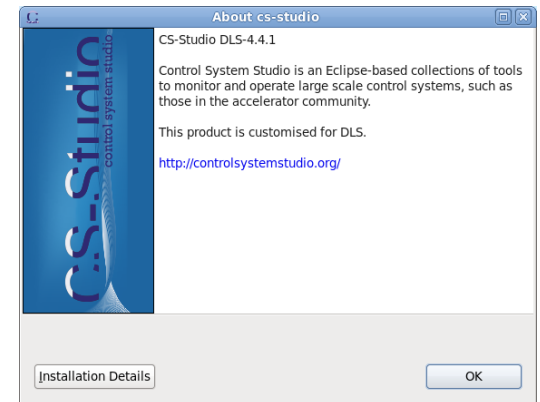 About cs-studio
CS-Studio
control system studio
CS-Studio DLS-4.4.1
Control System Studio is an Eclipse-based collections of tools
to monitor and operate large scale control systems, such as
those in the accelerator community.
This product is customised for DLS.
http://controlsystemstudio.org/
Installation Details
OK